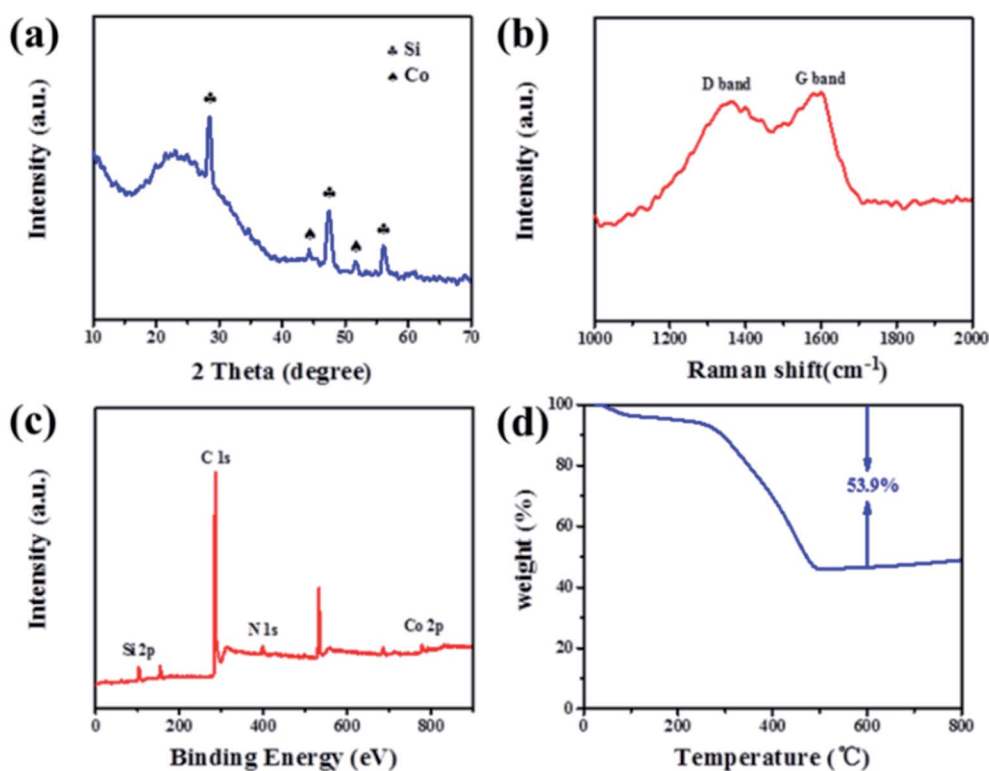 (a)
♣ Si
♠ Co
♣
♣
♠
♠
♣
Intensity (a.u.)
10 20 30 40 50 60 70
2 Theta (degree)
(b)
D band
G band
Intensity (a.u.)
1000 1200 1400 1600 1800 2000
Raman shift(cm⁻¹)
(c)
C 1s
N 1s
Si 2p
Co 2p
Intensity (a.u.)
0 200 400 600 800
Binding Energy (eV)
(d)
100
80
60
40
20
0
53.9%
weight (%)
0 200 400 600 800
Temperature (℃)